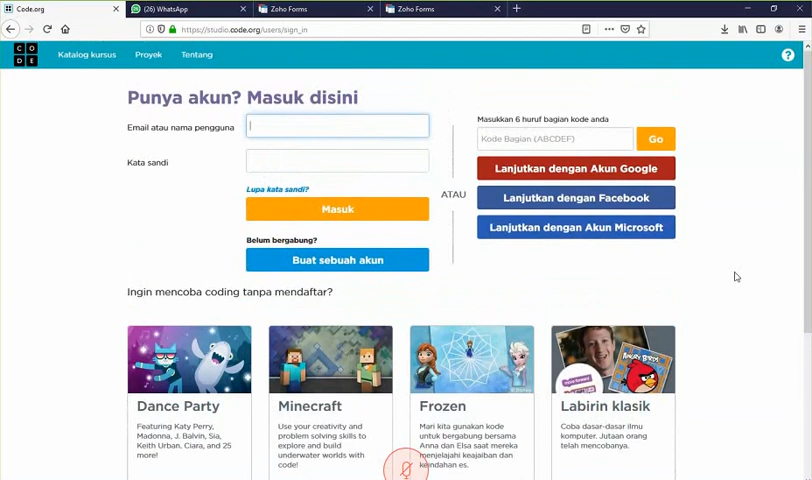 Code.org
(1) WhatsApp
Zoho Forms
Zoho Forms
https://studio.code.org/users/sign_in
C O
D E
Katalog kursus
Proyek
Tentang
?
Punya akun? Masuk disini
Email atau nama pengguna
Kata sandi
Lupa kata sandi?
Masuk
Belum bergabung?
Buat sebuah akun
ATAU
Masukkan 6 huruf bagian kode anda
Kode Bagian (ABCDEF)
Go
Lanjutkan dengan Akun Google
Lanjutkan dengan Facebook
Lanjutkan dengan Akun Microsoft
Ingin mencoba coding tanpa mendaftar?
Dance Party
Featuring Katy Perry,
Madonna, J. Balvin, Sia,
Keith Urban, Ciara, and 25
more!
Minecraft
Use your creativity and
problem solving skills to
explore and build
underwater worlds with
code!
Frozen
Mari kita gunakan kode
untuk bergabung bersama
Anna dan Elsa saat mereka
menjelajahi keajaiban dan
keindahan es.
ANGRY BIRDS
Labirin klasik
Coba dasar-dasar ilmu
komputer. Jutaan orang
telah mencobanya.